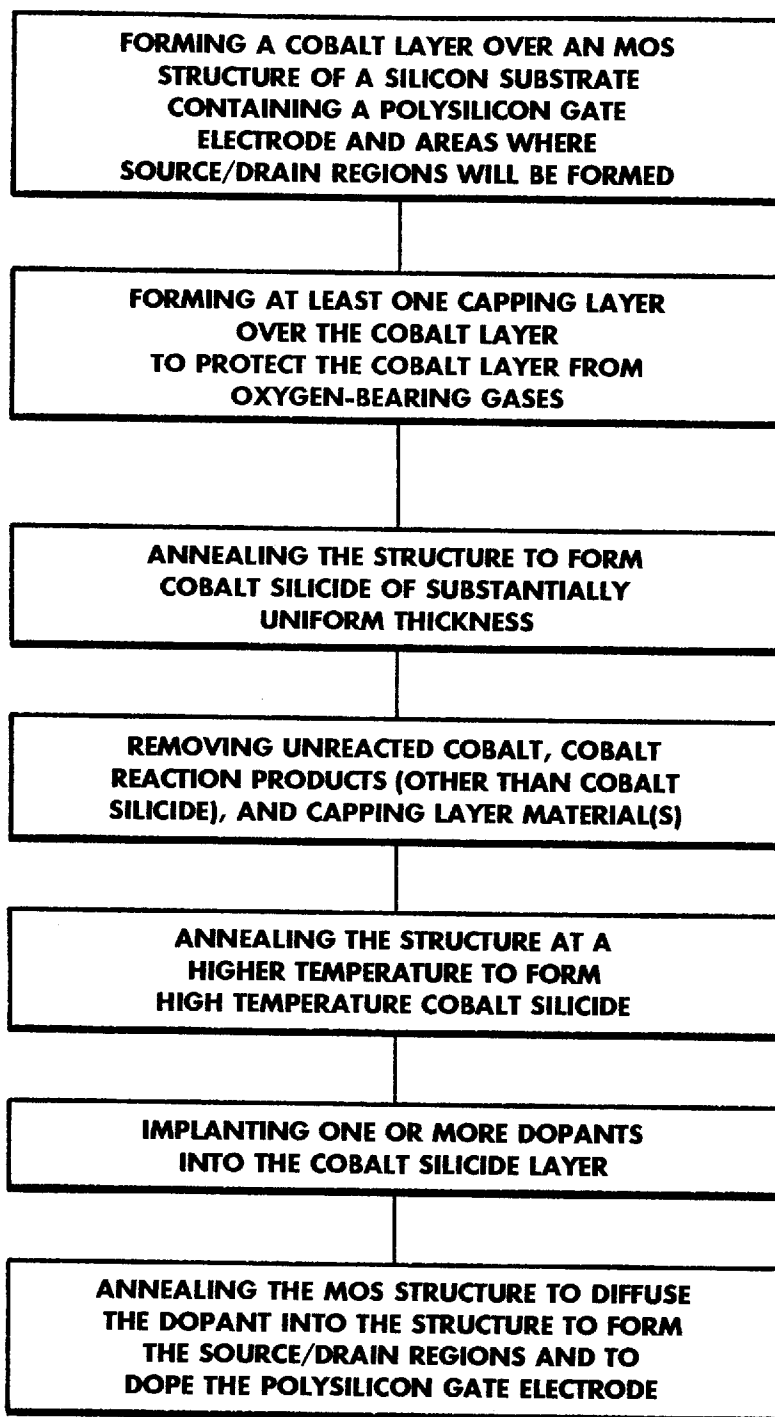 FORMING A COBALT LAYER OVER AN MOS
STRUCTURE OF A SILICON SUBSTRATE
CONTAINING A POLYSILICON GATE
ELECTRODE AND AREAS WHERE
SOURCE/DRAIN REGIONS WILL BE FORMED
FORMING AT LEAST ONE CAPPING LAYER
OVER THE COBALT LAYER
TO PROTECT THE COBALT LAYER FROM
OXYGEN-BEARING GASES
ANNEALING THE STRUCTURE TO FORM
COBALT SILICIDE OF SUBSTANTIALLY
UNIFORM THICKNESS
REMOVING UNREACTED COBALT, COBALT
REACTION PRODUCTS (OTHER THAN COBALT
SILICIDE), AND CAPPING LAYER MATERIAL(S)
ANNEALING THE STRUCTURE AT A
HIGHER TEMPERATURE TO FORM
HIGH TEMPERATURE COBALT SILICIDE
IMPLANTING ONE OR MORE DOPANTS
INTO THE COBALT SILICIDE LAYER
ANNEALING THE MOS STRUCTURE TO DIFFUSE
THE DOPANT INTO THE STRUCTURE TO FORM
THE SOURCE/DRAIN REGIONS AND TO
DOPE THE POLYSILICON GATE ELECTRODE